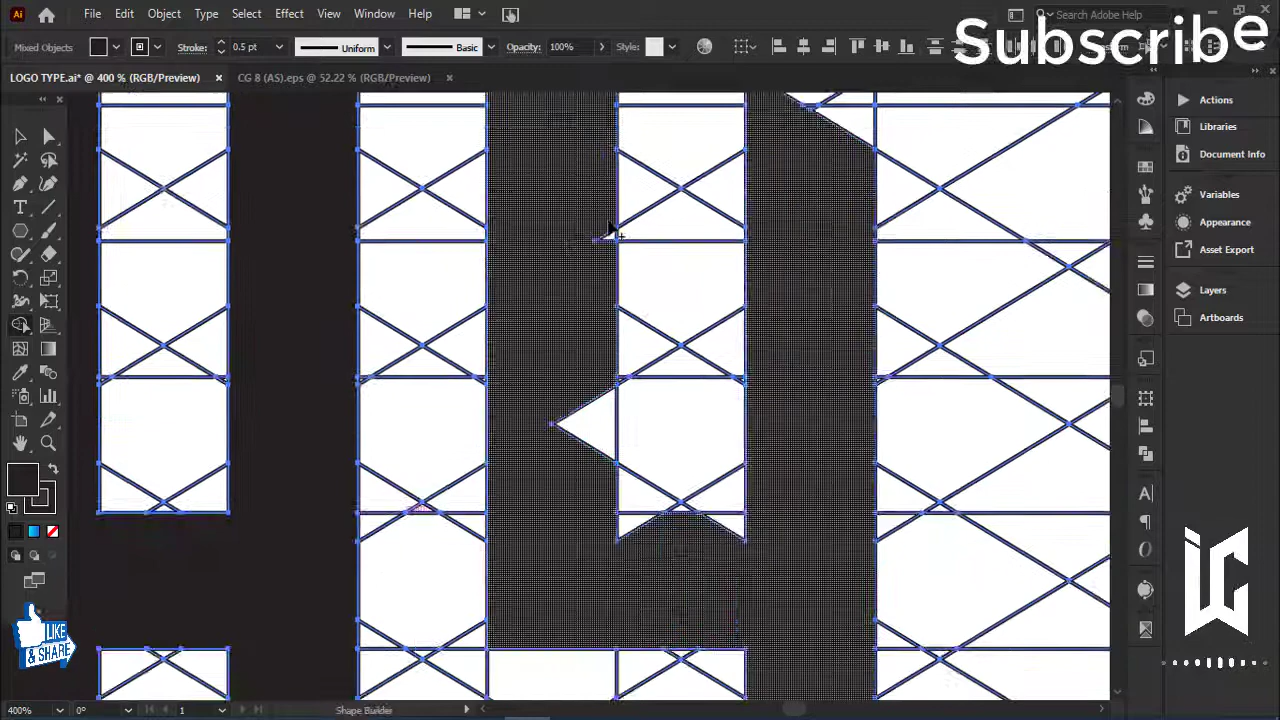 Ai File Edit Object Type Select Effect View Window Help Search Adobe Help
Subscribe
Mixed Objects Stroke: 0.5 pt Uniform Basic Opacity: 100% Style:
LOGO TYPE.ai* @ 400 % (RGB/Preview) × CG 8 (AS).eps @ 52.22 % (RGB/Preview) ×
Actions
Libraries
Document Info
Variables
Appearance
Asset Export
Layers
Artboards
LIKE
& SHARE
400% 0° 1 Shape Builder